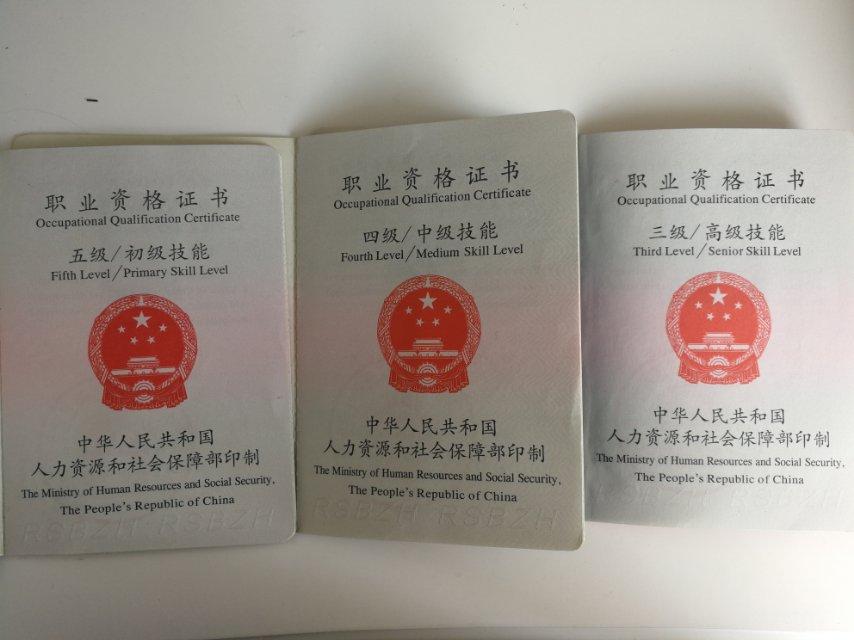 职业资格证书
Occupational Qualification Certificate
五级/初级技能
Fifth Level/Primary Skill Level
中华人民共和国
人力资源和社会保障部印制
The Ministry of Human Resources and Social Security,
The People's Republic of China
RSBZH RSBZH
职业资格证书
Occupational Qualification Certificate
四级/中级技能
Fourth Level/Medium Skill Level
中华人民共和国
人力资源和社会保障部印制
The Ministry of Human Resources and Social Security,
The People's Republic of China
RSBZH RSBZH
职业资格证书
Occupational Qualification Certificate
三级/高级技能
Third Level/Senior Skill Level
中华人民共和国
人力资源和社会保障部印制
The Ministry of Human Resources and Social Security,
The People's Republic of China